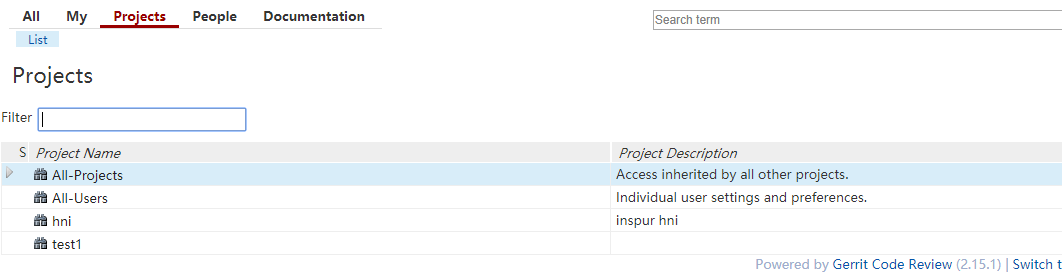 All My Projects People Documentation
Search term
List
Projects
Filter
S Project Name Project Description
All-Projects Access inherited by all other projects.
All-Users Individual user settings and preferences.
hni inspur hni
test1
Powered by Gerrit Code Review (2.15.1) | Switch t